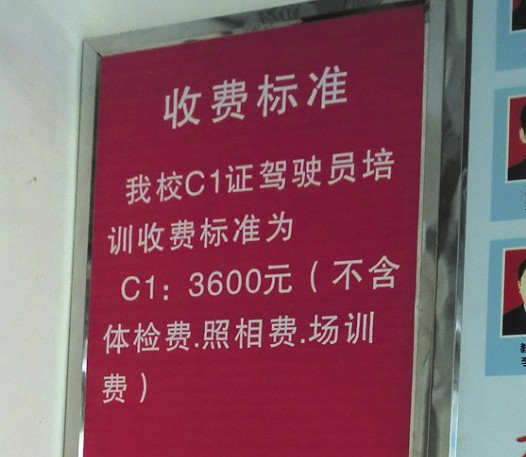 收费标准
我校C1证驾驶员培
训收费标准为
C1：3600元（不含
体检费.照相费.场训
费）